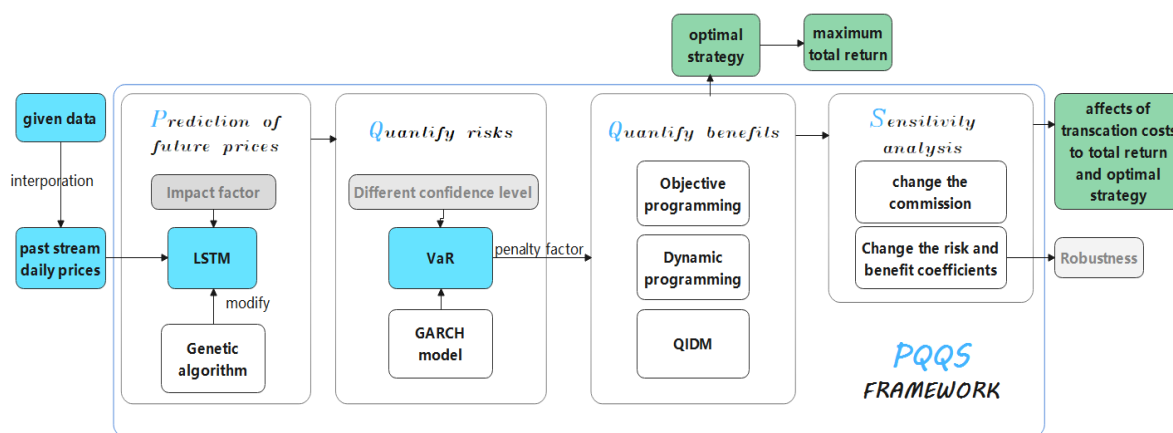 optimal
strategy
maximum
total return
given data
interporation
past stream
daily prices
Prediction of
future prices
Impact factor
LSTM
modify
Genetic
algorithm
Quantify risks
Different confidence level
VaR
penalty factor
GARCH
model
Quantify benefits
Objective
programming
Dynamic
programming
QIDM
Sensitivity
analysis
change the
commission
Change the risk and
benefit coefficients
affects of
transcation costs
to total return
and optimal
strategy
Robustness
PQQS
FRAMEWORK